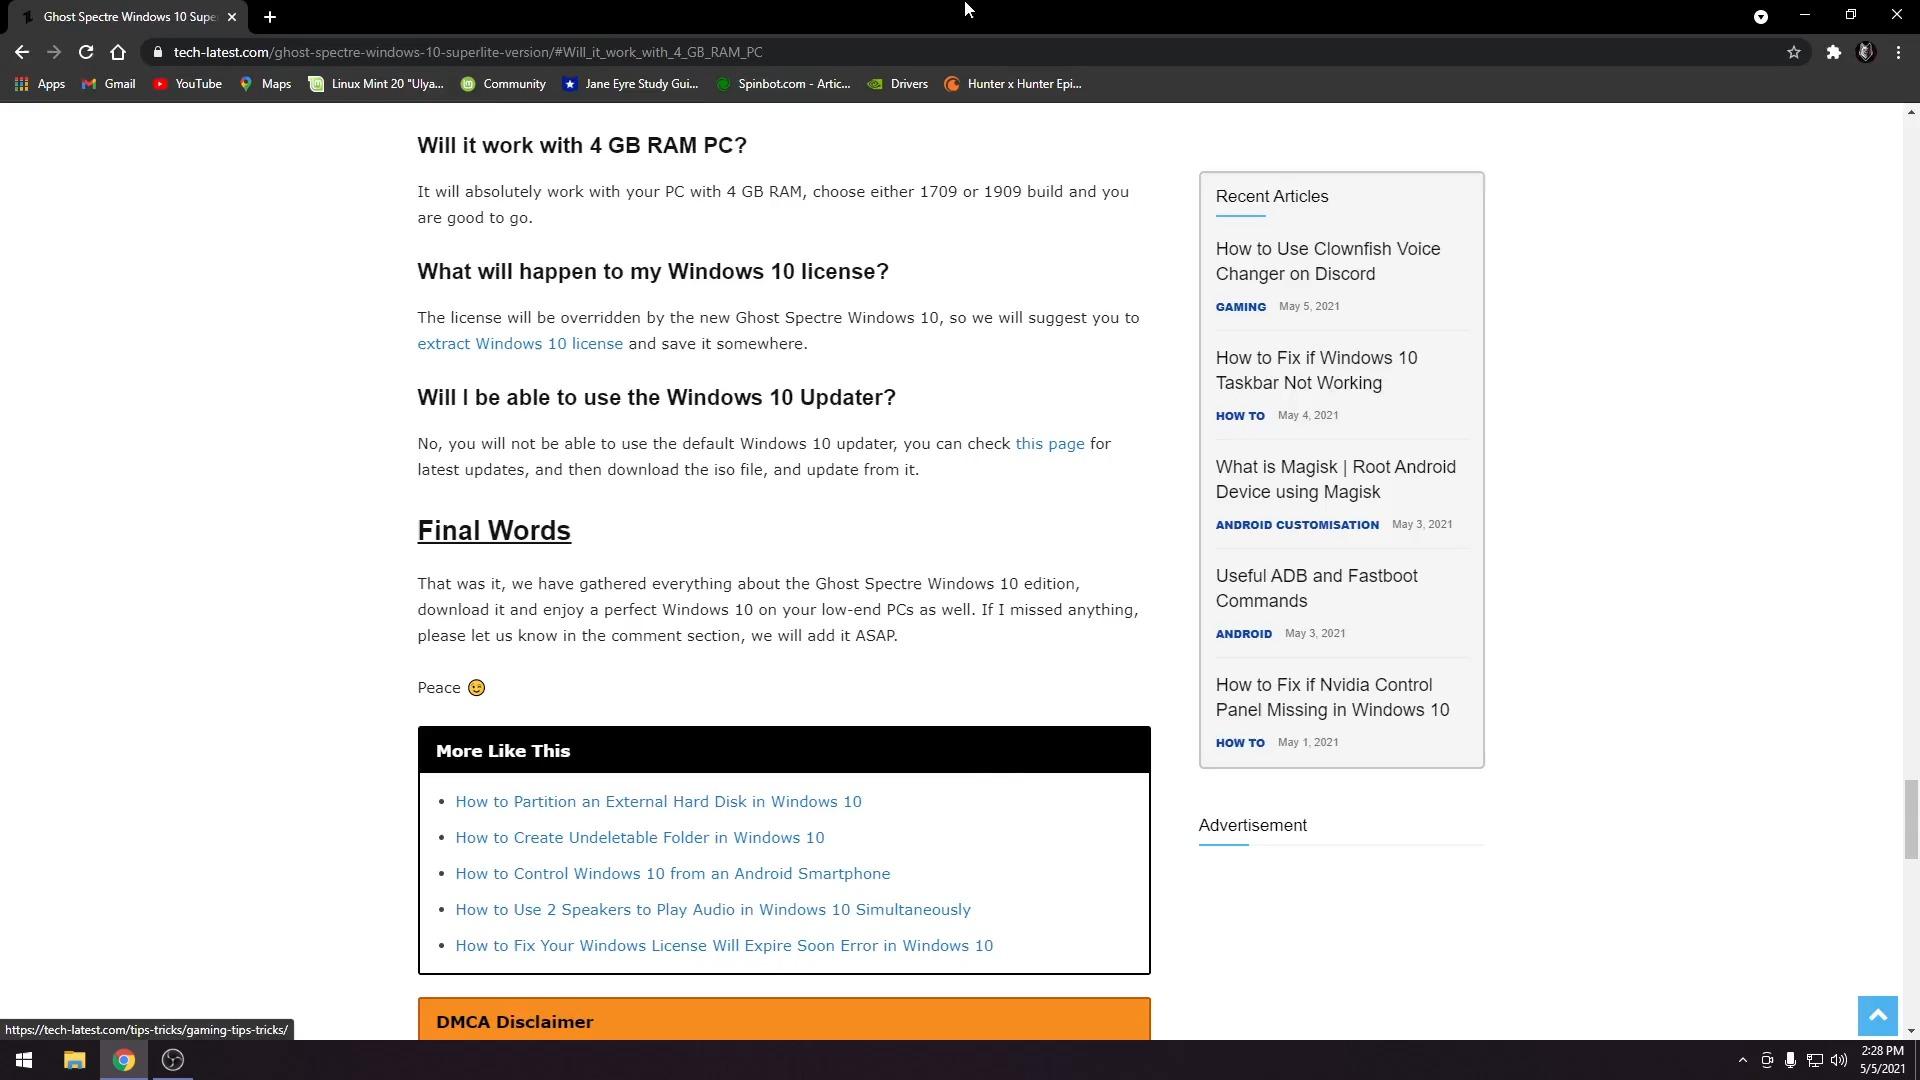 Ghost Spectre Windows 10 Supe
tech-latest.com/ghost-spectre-windows-10-superlite-version/#Will_it_work_with_4_GB_RAM_PC
Apps
Gmail
YouTube
Maps
Linux Mint 20 "Ulya...
Community
Jane Eyre Study Gui...
Spinbot.com - Artic...
Drivers
Hunter x Hunter Epi...
Will it work with 4 GB RAM PC?
It will absolutely work with your PC with 4 GB RAM, choose either 1709 or 1909 build and you
are good to go.
What will happen to my Windows 10 license?
The license will be overridden by the new Ghost Spectre Windows 10, so we will suggest you to
extract Windows 10 license and save it somewhere.
Will I be able to use the Windows 10 Updater?
No, you will not be able to use the default Windows 10 updater, you can check this page for
latest updates, and then download the iso file, and update from it.
Final Words
That was it, we have gathered everything about the Ghost Spectre Windows 10 edition,
download it and enjoy a perfect Windows 10 on your low-end PCs as well. If I missed anything,
please let us know in the comment section, we will add it ASAP.
Peace 😉
More Like This
• How to Partition an External Hard Disk in Windows 10
• How to Create Undeletable Folder in Windows 10
• How to Control Windows 10 from an Android Smartphone
• How to Use 2 Speakers to Play Audio in Windows 10 Simultaneously
• How to Fix Your Windows License Will Expire Soon Error in Windows 10
DMCA Disclaimer
Recent Articles
How to Use Clownfish Voice
Changer on Discord
GAMING May 5, 2021
How to Fix if Windows 10
Taskbar Not Working
HOW TO May 4, 2021
What is Magisk | Root Android
Device using Magisk
ANDROID CUSTOMISATION May 3, 2021
Useful ADB and Fastboot
Commands
ANDROID May 3, 2021
How to Fix if Nvidia Control
Panel Missing in Windows 10
HOW TO May 1, 2021
Advertisement
https://tech-latest.com/tips-tricks/gaming-tips-tricks/
2:28 PM
5/5/2021